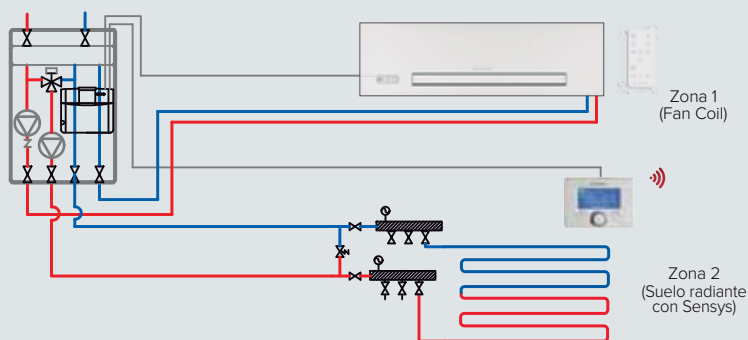 Zona 1
(Fan Coil)
Zona 2
(Suelo radiante
con Sensys)